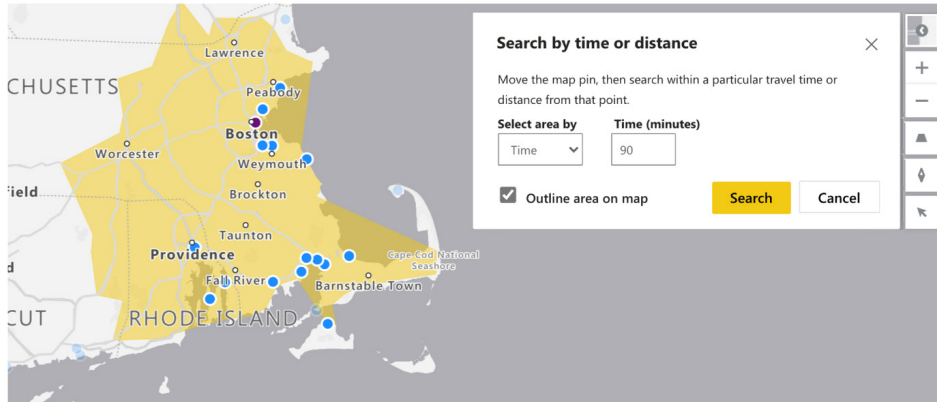 Lawrence
CHUSETTS
Peabody
Boston
Worcester
Weymouth
field
Brockton
Taunton
Providence
d
Cape Cod National
Seashore
Fall River
Barnstable Town
CUT
RHODE ISLAND
Search by time or distance
Move the map pin, then search within a particular travel time or
distance from that point.
Select area by
Time (minutes)
Time
90
Outline area on map
Search
Cancel